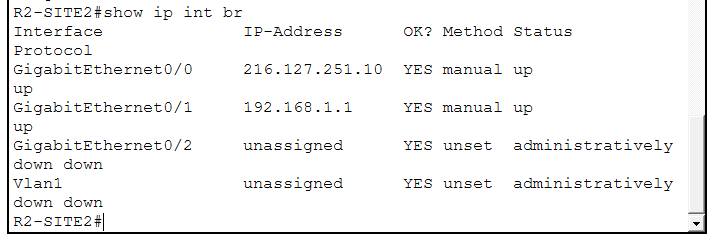 R2-SITE2#show ip int br
Interface IP-Address OK? Method Status
Protocol
GigabitEthernet0/0 216.127.251.10 YES manual up
up
GigabitEthernet0/1 192.168.1.1 YES manual up
up
GigabitEthernet0/2 unassigned YES unset administratively
down down
Vlan1 unassigned YES unset administratively
down down
R2-SITE2#